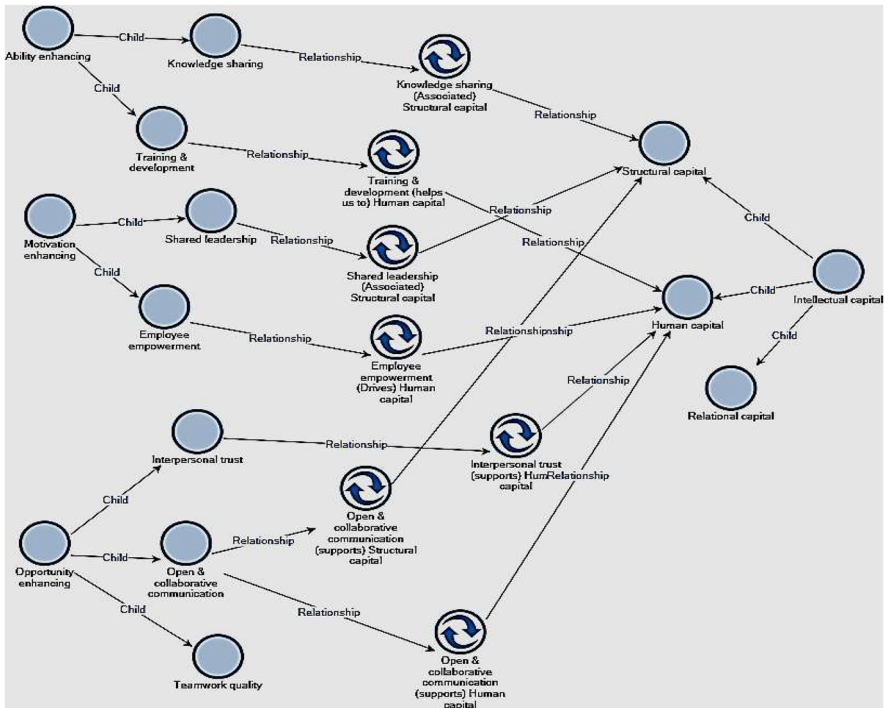 Child
Ability enhancing
Knowledge sharing
Relationship
Knowledge sharing
(Associated)
Structural capital
Child
Relationship
Training &
development
Relationship
Structural capital
Training &
development (helps
us to) Human capital
Child
Motivation
enhancing
Shared leadership
Relationship
Relationship
Relationship
Child
Shared leadership
(Associated)
Structural capital
Child
Intellectual capital
Child
Human capital
Employee
empowerment
Relationship
Relationship
Employee
empowerment
(Drives) Human
capital
Child
Relational capital
Relationship
Interpersonal trust
Relationship
Interpersonal trust
(supports) Human
capital
Relationship
Child
Open &
collaborative
communication
(supports) Structural
capital
Relationship
Opportunity
enhancing
Child
Open &
collaborative
communication
Relationship
Child
Teamwork quality
Open &
collaborative
communication
(supports) Human
capital